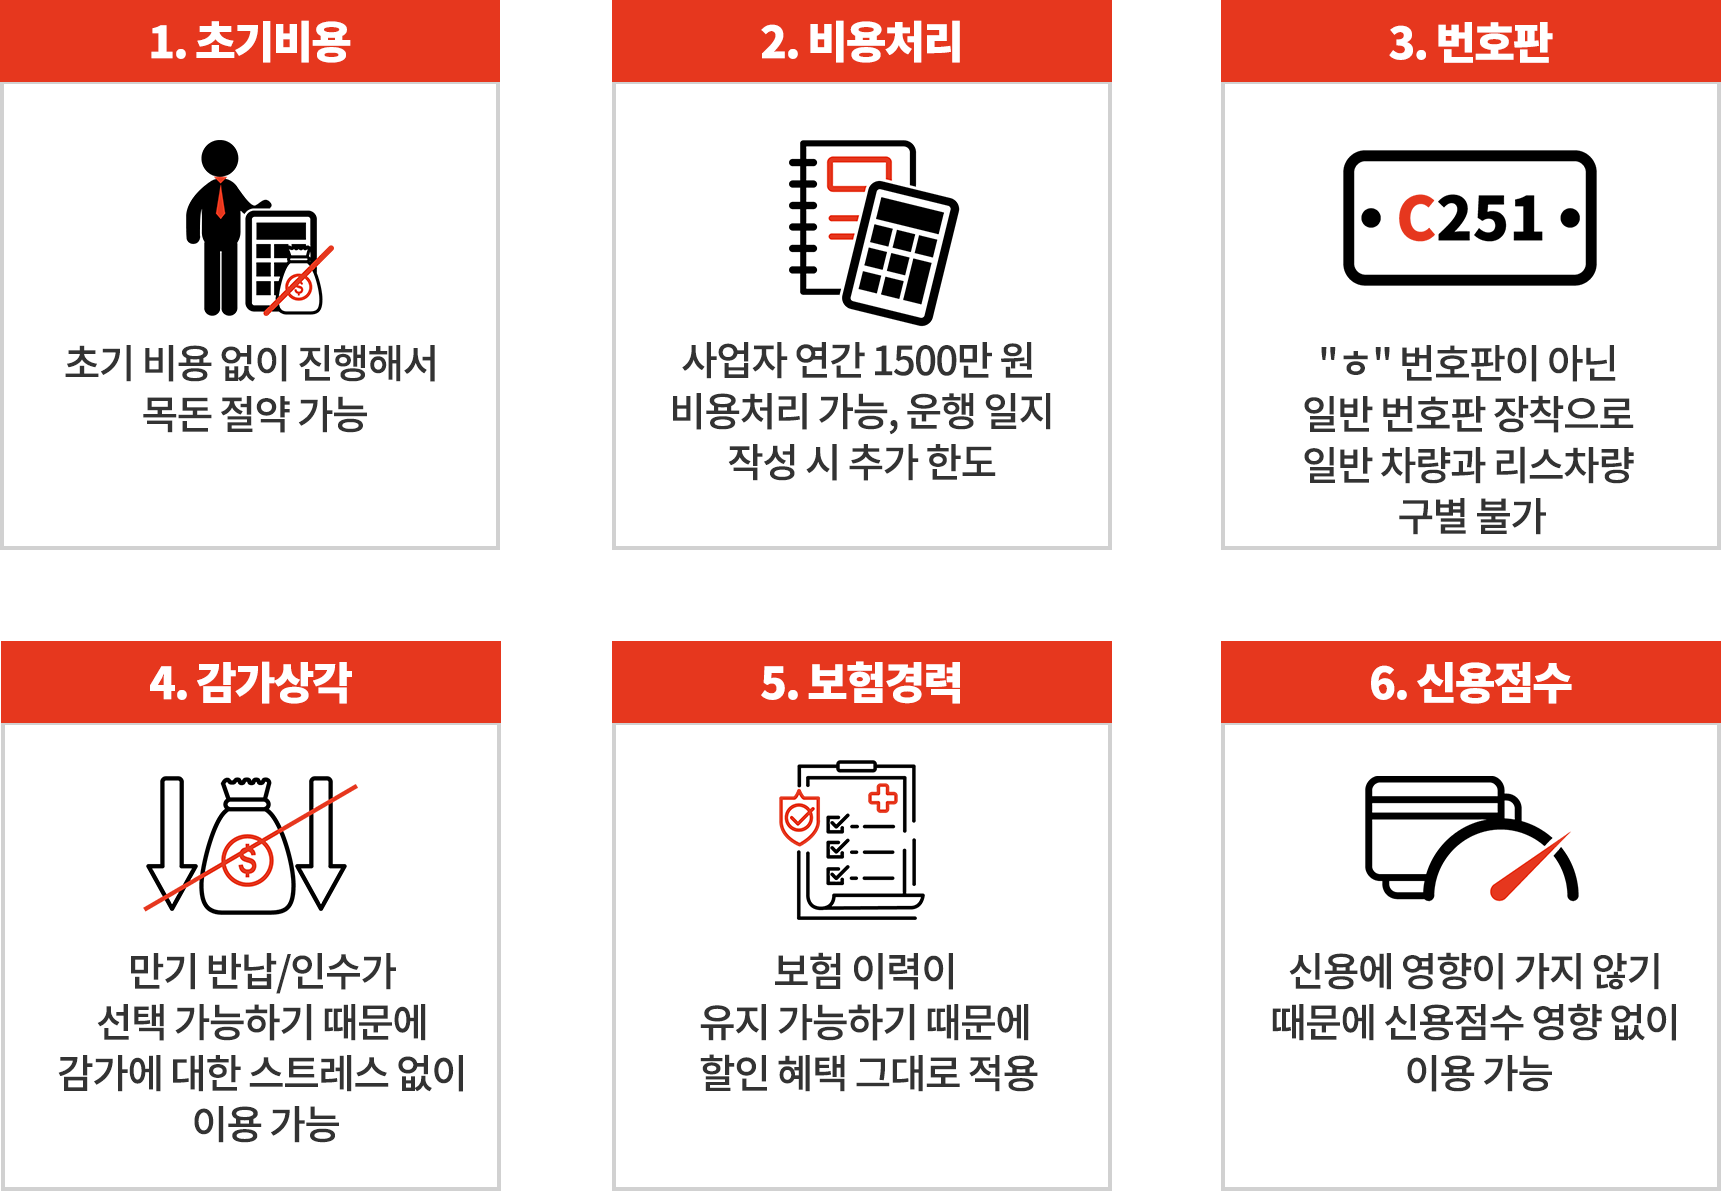 1. 초기비용
초기 비용 없이 진행해서
목돈 절약 가능
2. 비용처리
사업자 연간 1500만 원
비용처리 가능, 운행 일지
작성 시 추가 한도
3. 번호판
C251
"ㅎ" 번호판이 아닌
일반 번호판 장착으로
일반 차량과 리스차량
구별 불가
4. 감가상각
$
만기 반납/인수가
선택 가능하기 때문에
감가에 대한 스트레스 없이
이용 가능
5. 보험경력
보험 이력이
유지 가능하기 때문에
할인 혜택 그대로 적용
6. 신용점수
신용에 영향이 가지 않기
때문에 신용점수 영향 없이
이용 가능